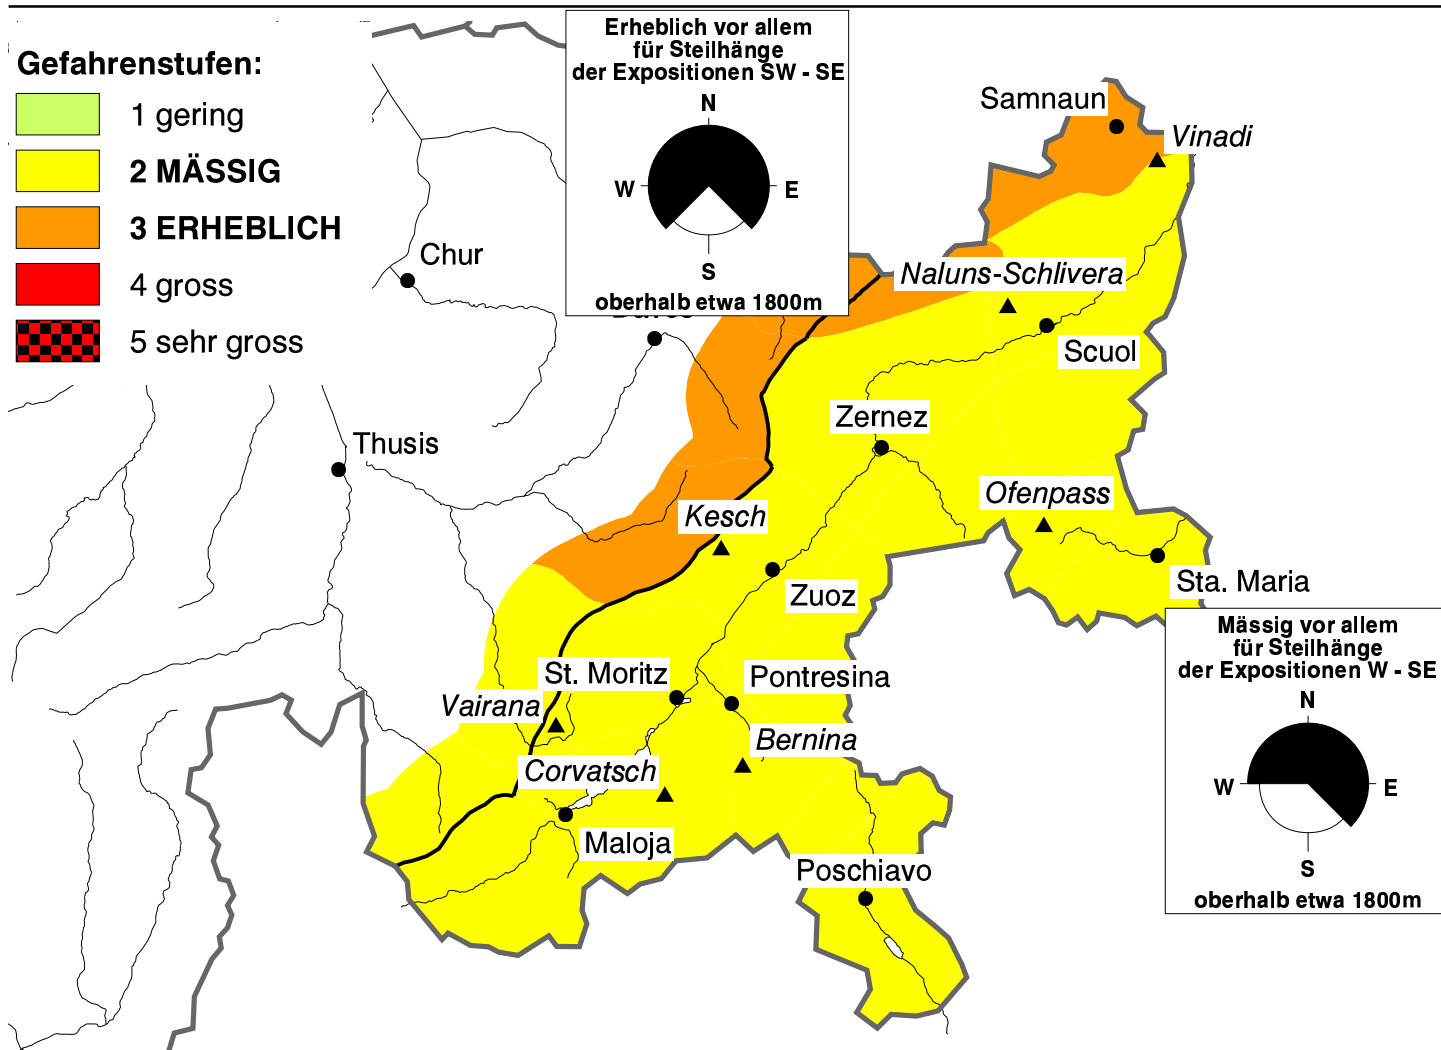 Gefahrenstufen:
1 gering
2 MÄSSIG
3 ERHEBLICH
4 gross
5 sehr gross
Erheblich vor allem
für Steilhänge
der Expositionen SW - SE
N
W
E
S
oberhalb etwa 1800m
Samnaun
Vinadi
Chur
Naluns-Schlivera
Scuol
Zernez
Thusis
Ofenpass
Kesch
Sta. Maria
Zuoz
St. Moritz
Pontresina
Vairana
Bernina
Corvatsch
Maloja
Poschiavo
Mässig vor allem
für Steilhänge
der Expositionen W - SE
N
W
E
S
oberhalb etwa 1800m